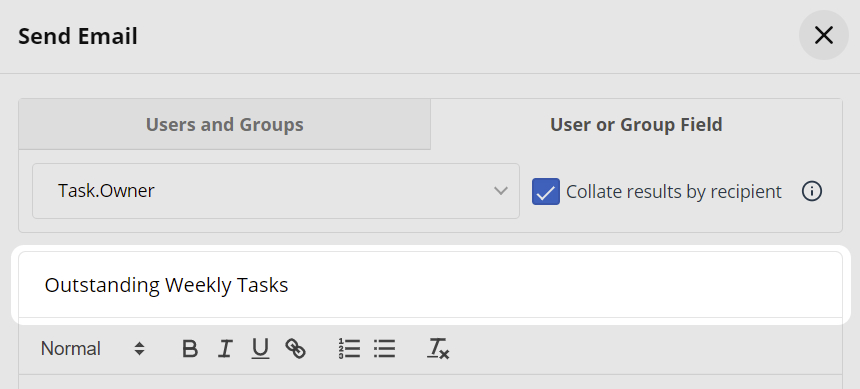 Send Email
Users and Groups
User or Group Field
Task.Owner
Collate results by recipient
Outstanding Weekly Tasks
Normal